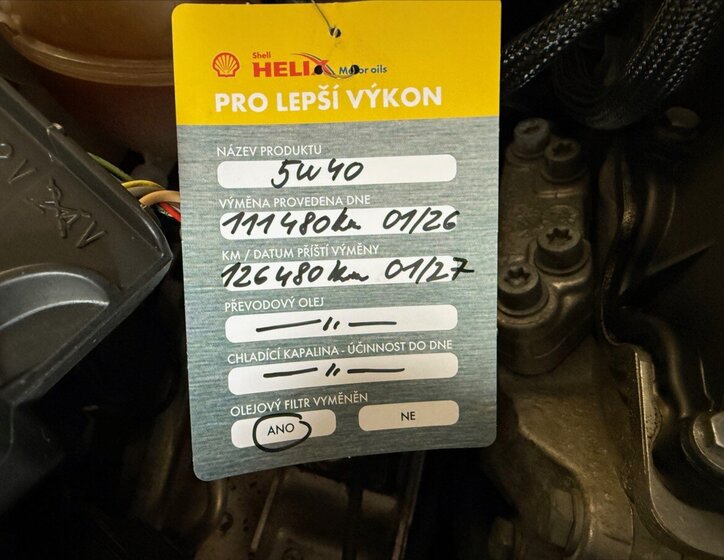 Shell
HELIX Motor oils
PRO LEPŠÍ VÝKON
NÁZEV PRODUKTU
5W40
VÝMĚNA PROVEDENA DNE
111480km 01/26
KM / DATUM PŘÍŠTÍ VÝMĚNY
126480km 01/27
PŘEVODOVÝ OLEJ
— 11 —
CHLADÍCÍ KAPALINA - ÚČINNOST DO DNE
— 11 —
OLEJOVÝ FILTR VYMĚNĚN
ANO NE